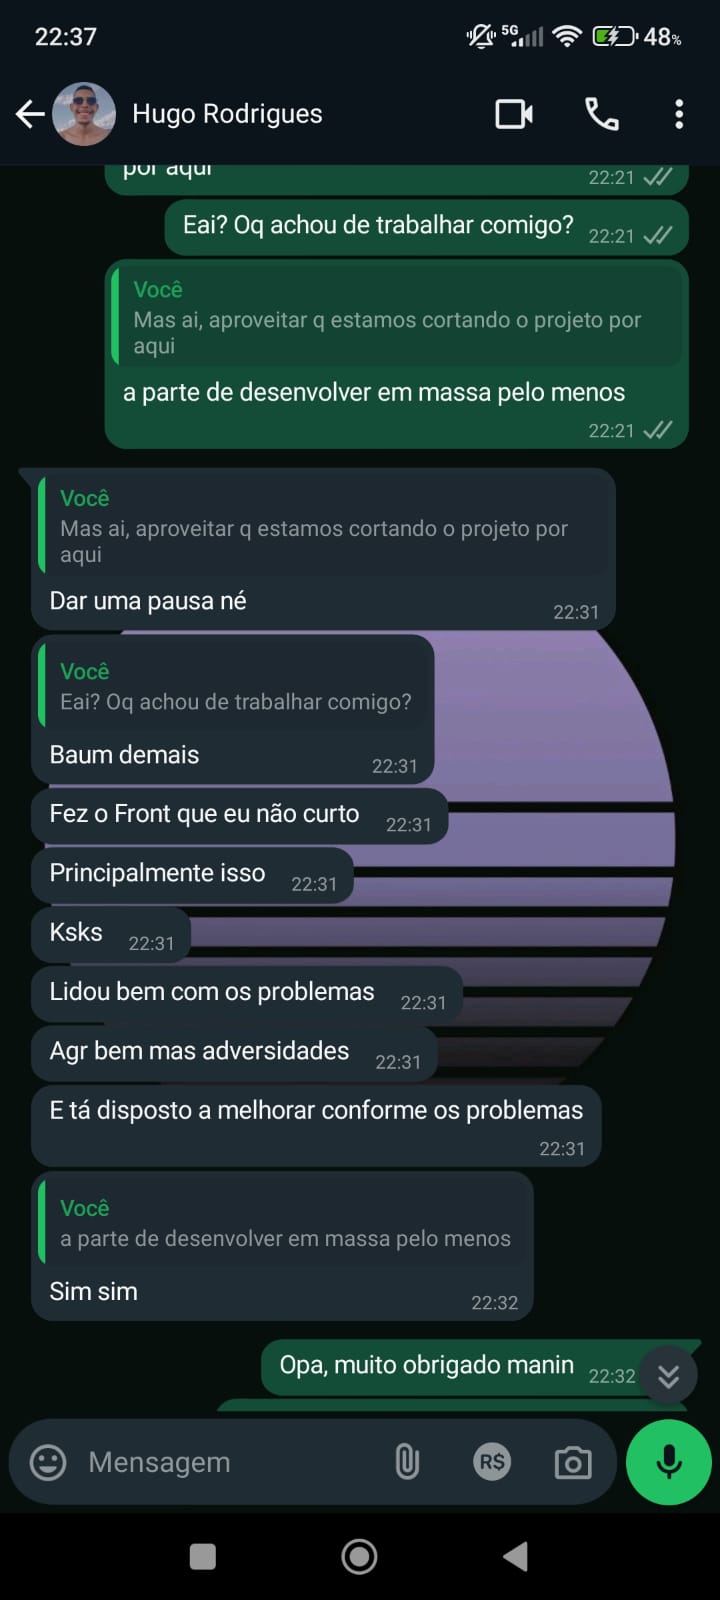 22:37
5G
48%
Hugo Rodrigues
por aqui
22:21
Eai? Oq achou de trabalhar comigo?
22:21
Você
Mas ai, aproveitar q estamos cortando o projeto por
aqui
a parte de desenvolver em massa pelo menos
22:21
Você
Mas ai, aproveitar q estamos cortando o projeto por
aqui
Dar uma pausa né
22:31
Você
Eai? Oq achou de trabalhar comigo?
Baum demais
22:31
Fez o Front que eu não curto
22:31
Principalmente isso
22:31
Ksks
22:31
Lidou bem com os problemas
22:31
Agr bem mas adversidades
22:31
E tá disposto a melhorar conforme os problemas
22:31
Você
a parte de desenvolver em massa pelo menos
Sim sim
22:32
Opa, muito obrigado manin
22:32
Mensagem
R$